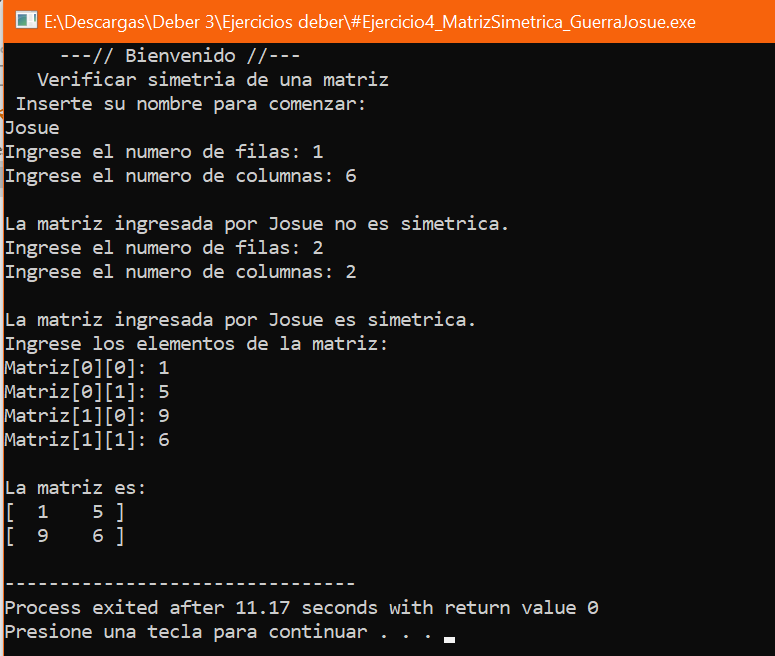 E:\Descargas\Deber 3\Ejercicios deber\#Ejercicio4_MatrizSimetrica_GuerraJosue.exe
---// Bienvenido //---
Verificar simetria de una matriz
Inserte su nombre para comenzar:
Josue
Ingrese el numero de filas: 1
Ingrese el numero de columnas: 6
La matriz ingresada por Josue no es simetrica.
Ingrese el numero de filas: 2
Ingrese el numero de columnas: 2
La matriz ingresada por Josue es simetrica.
Ingrese los elementos de la matriz:
Matriz[0][0]: 1
Matriz[0][1]: 5
Matriz[1][0]: 9
Matriz[1][1]: 6
La matriz es:
[  1    5 ]
[  9    6 ]
--------------------------------
Process exited after 11.17 seconds with return value 0
Presione una tecla para continuar . . .